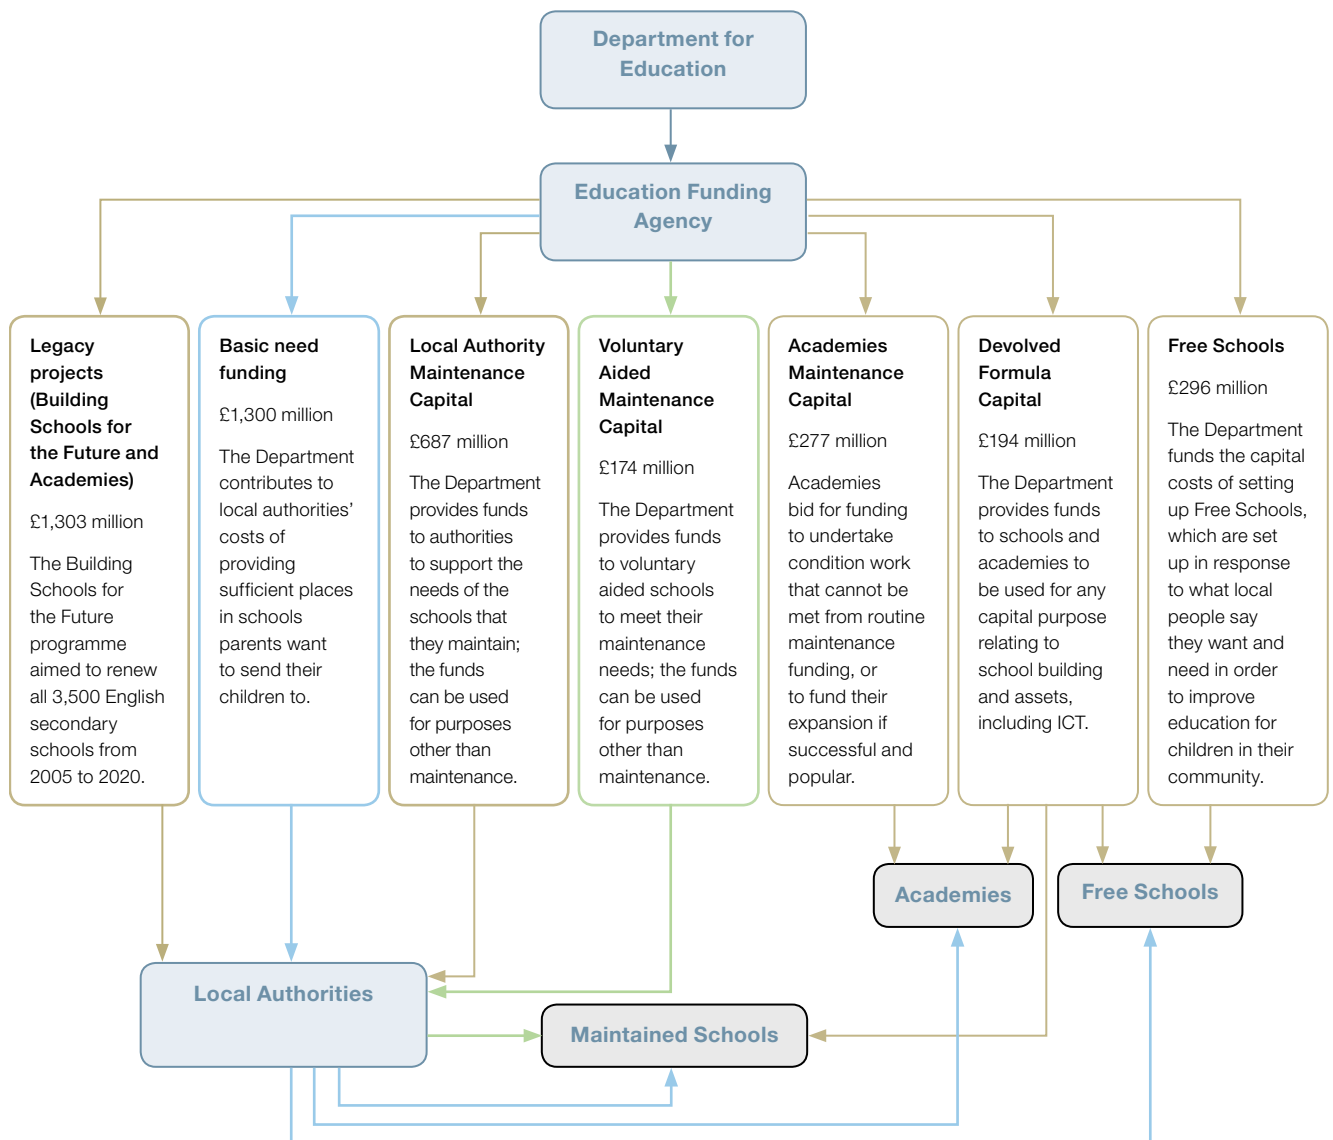 Department for
Education
Education Funding
Agency
Legacy
projects
(Building
Schools for
the Future and
Academies)
£1,303 million
The Building
Schools for
the Future
programme
aimed to renew
all 3,500 English
secondary
schools from
2005 to 2020.
Basic need
funding
£1,300 million
The Department
contributes to
local authorities’
costs of
providing
sufficient places
in schools
parents want
to send their
children to.
Local Authority
Maintenance
Capital
£687 million
The Department
provides funds
to authorities
to support the
needs of the
schools that
they maintain;
the funds
can be used
for purposes
other than
maintenance.
Voluntary
Aided
Maintenance
Capital
£174 million
The Department
provides funds
to voluntary
aided schools
to meet their
maintenance
needs; the funds
can be used
for purposes
other than
maintenance.
Academies
Maintenance
Capital
£277 million
Academies
bid for funding
to undertake
condition work
that cannot be
met from routine
maintenance
funding, or
to fund their
expansion if
successful and
popular.
Devolved
Formula
Capital
£194 million
The Department
provides funds
to schools and
academies to
be used for any
capital purpose
relating to
school building
and assets,
including ICT.
Free Schools
£296 million
The Department
funds the capital
costs of setting
up Free Schools,
which are set
up in response
to what local
people say
they want and
need in order
to improve
education for
children in their
community.
Academies
Free Schools
Local Authorities
Maintained Schools